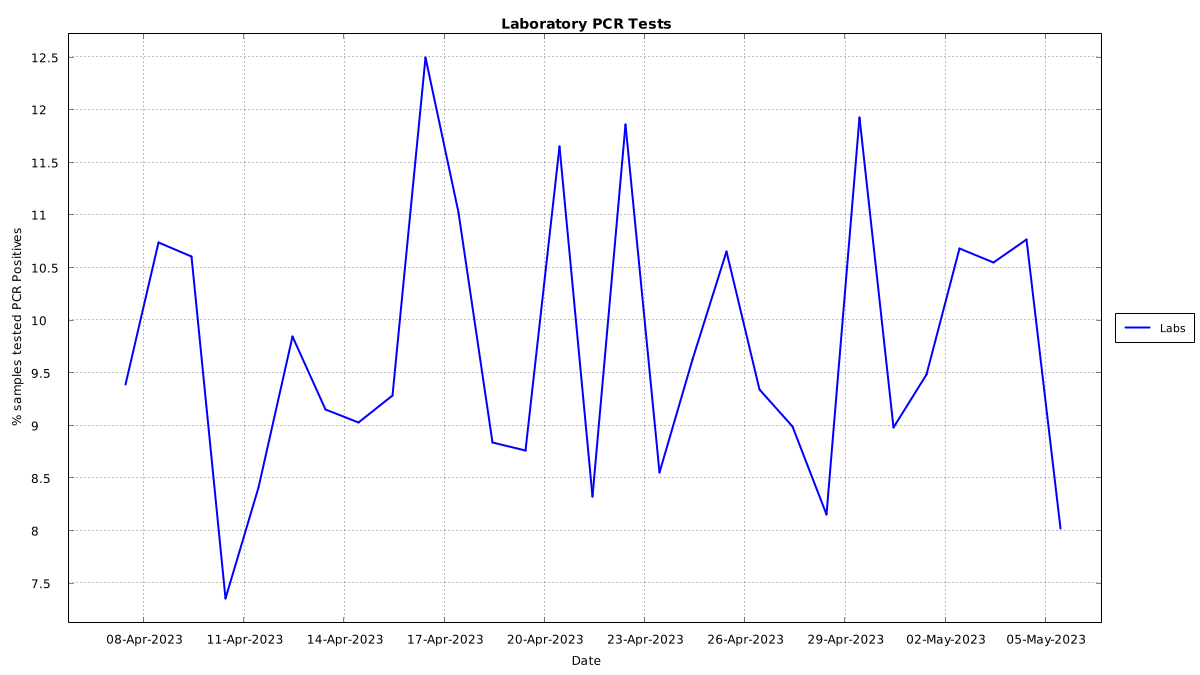 Laboratory PCR Tests
12.5
12
11.5
11
10.5
10
9.5
9
8.5
8
7.5
% samples tested PCR Positives
Labs
08-Apr-2023 11-Apr-2023 14-Apr-2023 17-Apr-2023 20-Apr-2023 23-Apr-2023 26-Apr-2023 29-Apr-2023 02-May-2023 05-May-2023
Date